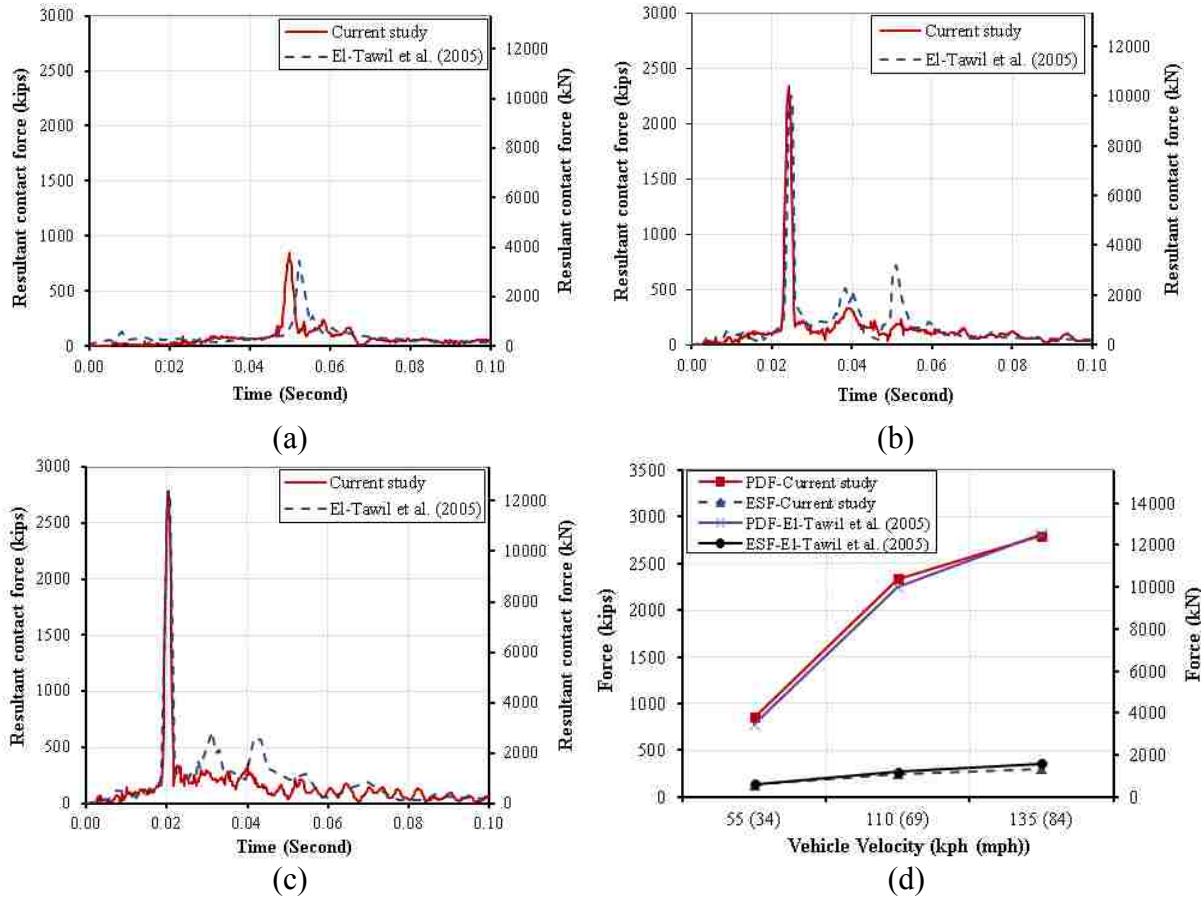 Resultant contact force (kips)
3000
2500
2000
1500
1000
500
0
Current study
El-Tawil et al. (2005)
12000
10000
8000
6000
4000
2000
0
Resulant contact force (kN)
0.00 0.02 0.04 0.06 0.08 0.10
Time (Second)
(a)
Resultant contact force (kips)
3000
2500
2000
1500
1000
500
0
Current study
El-Tawil et al. (2005)
12000
10000
8000
6000
4000
2000
0
Resultant contact force (kN)
0.00 0.02 0.04 0.06 0.08 0.10
Time (Second)
(b)
Resultant contact force (kips)
3000
2500
2000
1500
1000
500
0
Current study
El-Tawil et al. (2005)
12000
10000
8000
6000
4000
2000
0
Resultant contact force (kN)
0.00 0.02 0.04 0.06 0.08 0.10
Time (Second)
(c)
Force (kips)
3500
3000
2500
2000
1500
1000
500
0
PDF-Current study
ESF-Current study
PDF-El-Tawil et al. (2005)
ESF-El-Tawil et al. (2005)
14000
12000
10000
8000
6000
4000
2000
0
Force (kN)
55 (34) 110 (69) 135 (84)
Vehicle Velocity (kph (mph))
(d)